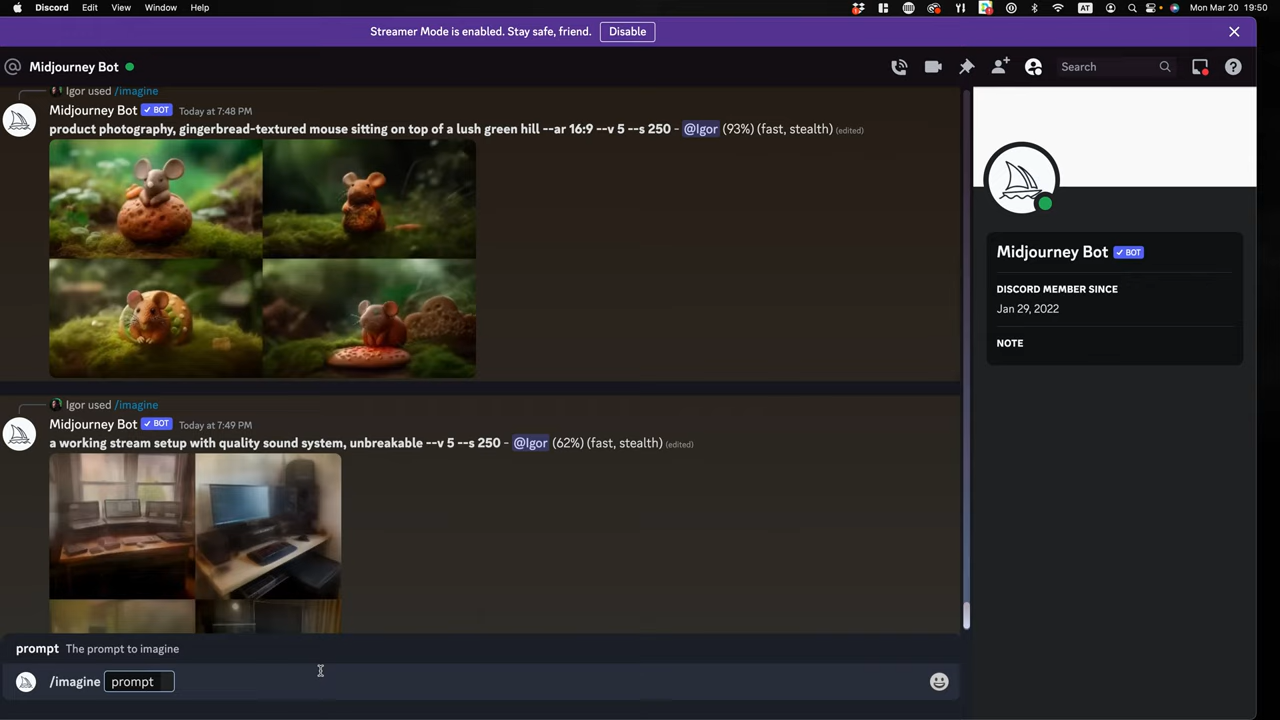 Discord File Edit View Window Help AT Mon Mar 20 19:50
Streamer Mode is enabled. Stay safe, friend. Disable
@ Midjourney Bot Search
Igor used /imagine
Midjourney Bot ✓ BOT Today at 7:48 PM
product photography, gingerbread-textured mouse sitting on top of a lush green hill --ar 16:9 --v 5 --s 250 - @Igor (93%) (fast, stealth) (edited)
Igor used /imagine
Midjourney Bot ✓ BOT Today at 7:49 PM
a working stream setup with quality sound system, unbreakable --v 5 --s 250 - @Igor (62%) (fast, stealth) (edited)
prompt The prompt to imagine
/imagine prompt
Midjourney Bot ✓ BOT
DISCORD MEMBER SINCE
Jan 29, 2022
NOTE